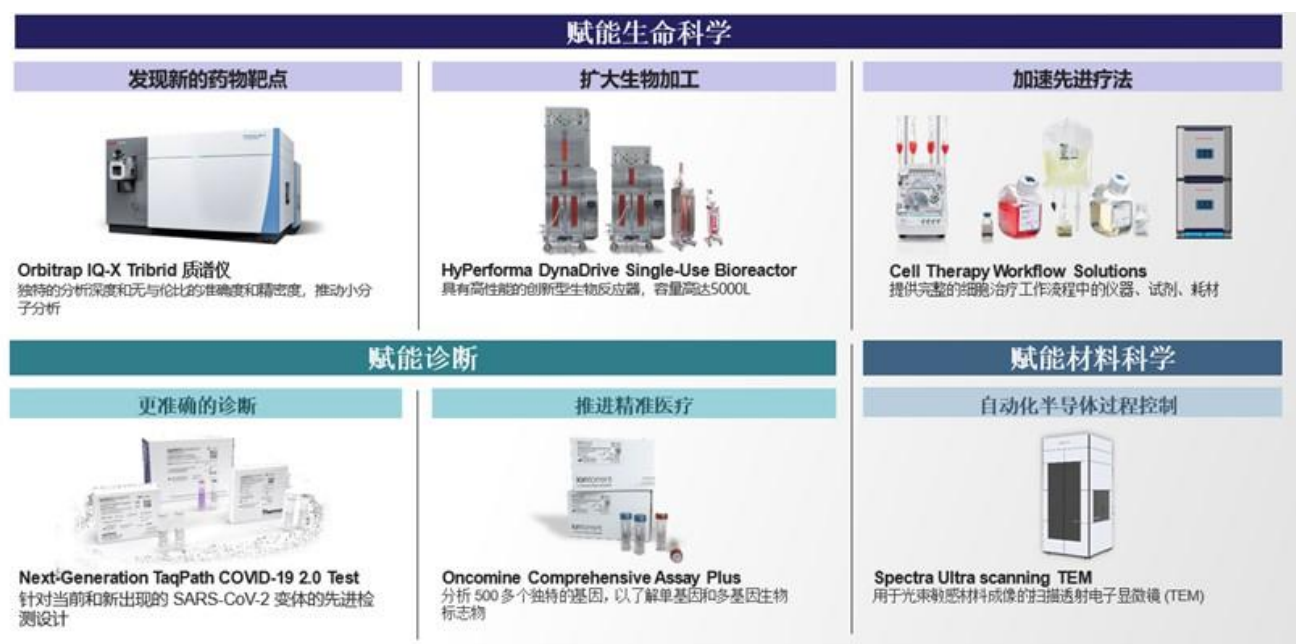 赋能生命科学
发现新的药物靶点
扩大生物加工
加速先进疗法
Orbitrap IQ-X Tribrid 质谱仪
独特的分析深度和无与伦比的准确度和精密度，推动小分
子分析
HyPerforma DynaDrive Single-Use Bioreactor
具有高性能的创新型生物反应器，容量高达5000L
Cell Therapy Workflow Solutions
提供完整的细胞治疗工作流程中的仪器、试剂、耗材
赋能诊断
赋能材料科学
更准确的诊断
推进精准医疗
自动化半导体过程控制
Next-Generation TaqPath COVID-19 2.0 Test
针对当前和新出现的 SARS-CoV-2 变体的先进检
测设计
Oncomine Comprehensive Assay Plus
分析 500多个独特的基因，以了解单基因和多基因生物
标志物
Spectra Ultra scanning TEM
用于光束敏感材料成像的扫描透射电子显微镜 (TEM)